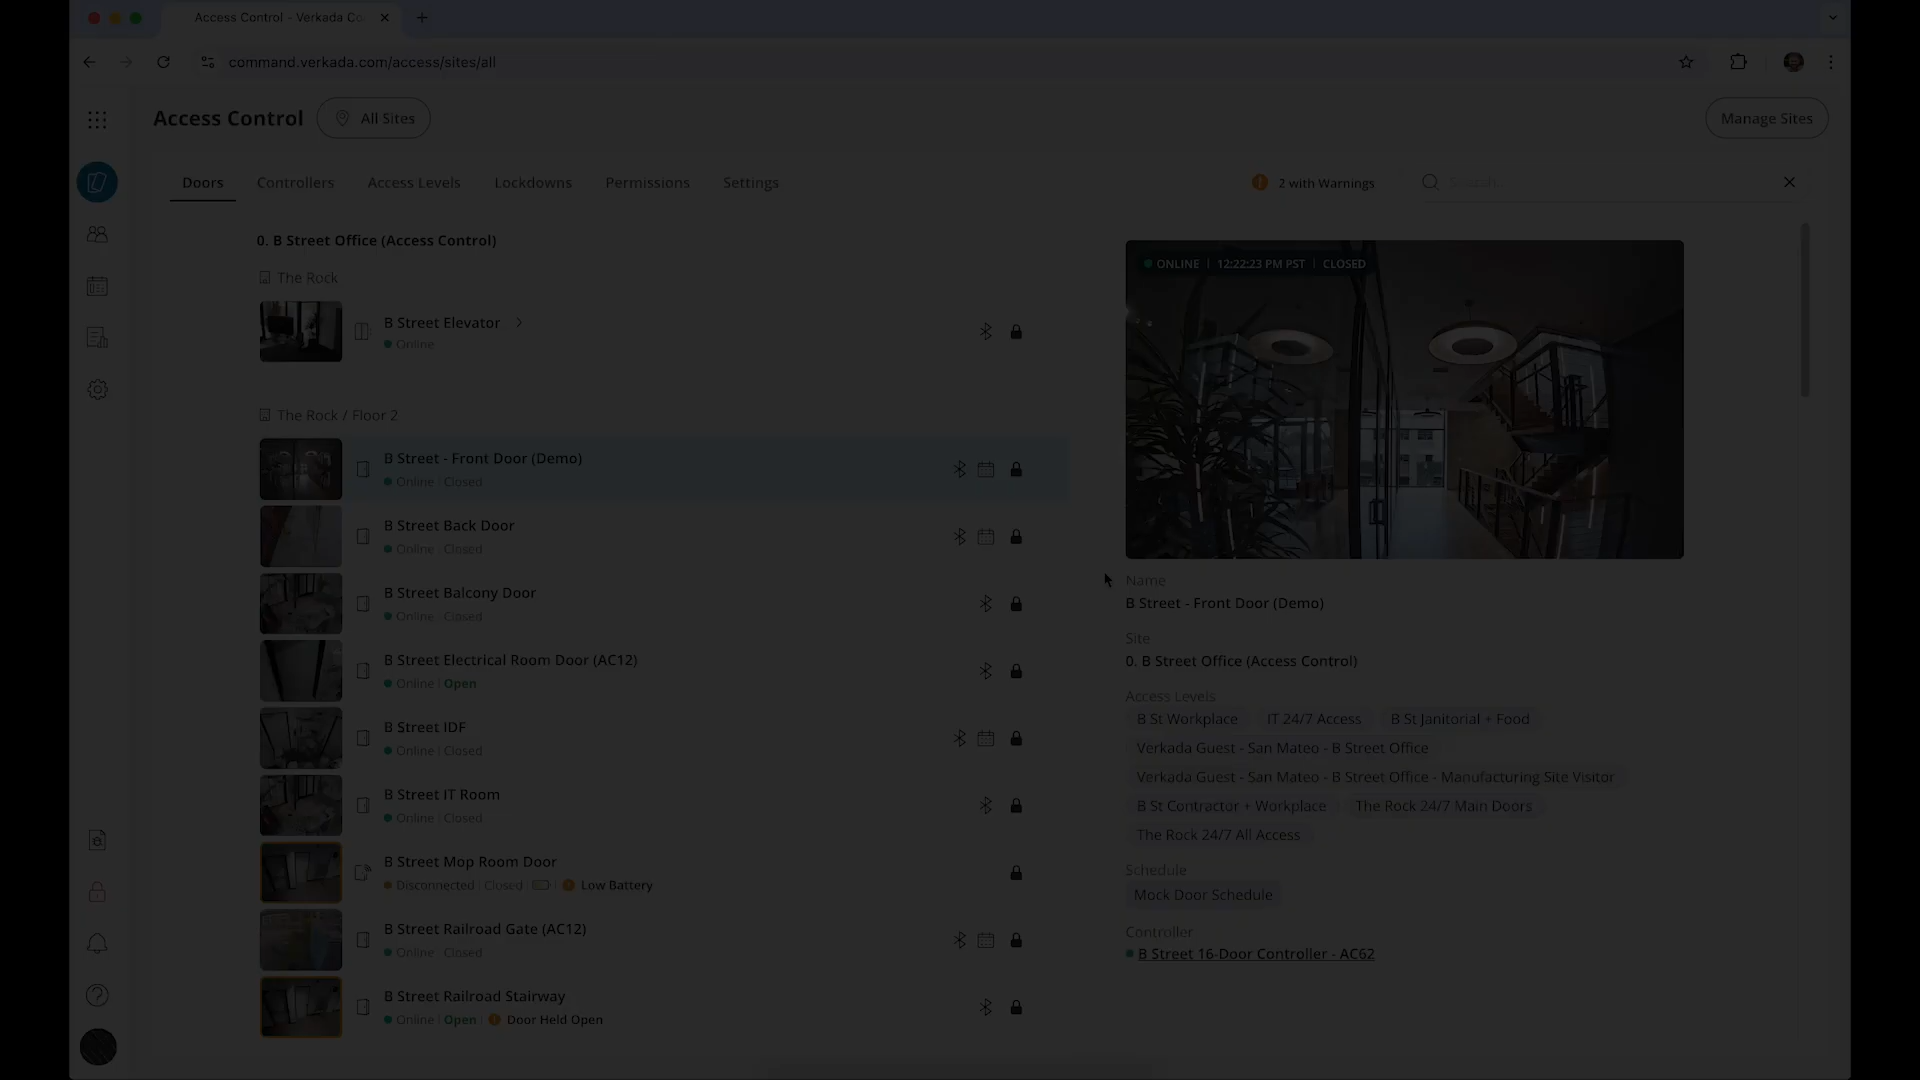 Access Control - Verkada Co
command.verkada.com/access/sites/all
Access Control
All Sites
Manage Sites
Doors
Controllers
Access Levels
Lockdowns
Permissions
Settings
2 with Warnings
Search...
0. B Street Office (Access Control)
The Rock
B Street Elevator
Online
The Rock / Floor 2
B Street - Front Door (Demo)
Online | Closed
B Street Back Door
Online | Closed
B Street Balcony Door
Online | Closed
B Street Electrical Room Door (AC12)
Online | Open
B Street IDF
Online | Closed
B Street IT Room
Online | Closed
B Street Mop Room Door
Disconnected | Closed | Low Battery
B Street Railroad Gate (AC12)
Online | Closed
B Street Railroad Stairway
Online | Open | Door Held Open
ONLINE | 12:22:23 PM PST | CLOSED
Name
B Street - Front Door (Demo)
Site
0. B Street Office (Access Control)
Access Levels
B St Workplace
IT 24/7 Access
B St Janitorial + Food
Verkada Guest - San Mateo - B Street Office
Verkada Guest - San Mateo - B Street Office - Manufacturing Site Visitor
B St Contractor + Workplace
The Rock 24/7 Main Doors
The Rock 24/7 All Access
Schedule
Mock Door Schedule
Controller
B Street 16-Door Controller - AC62